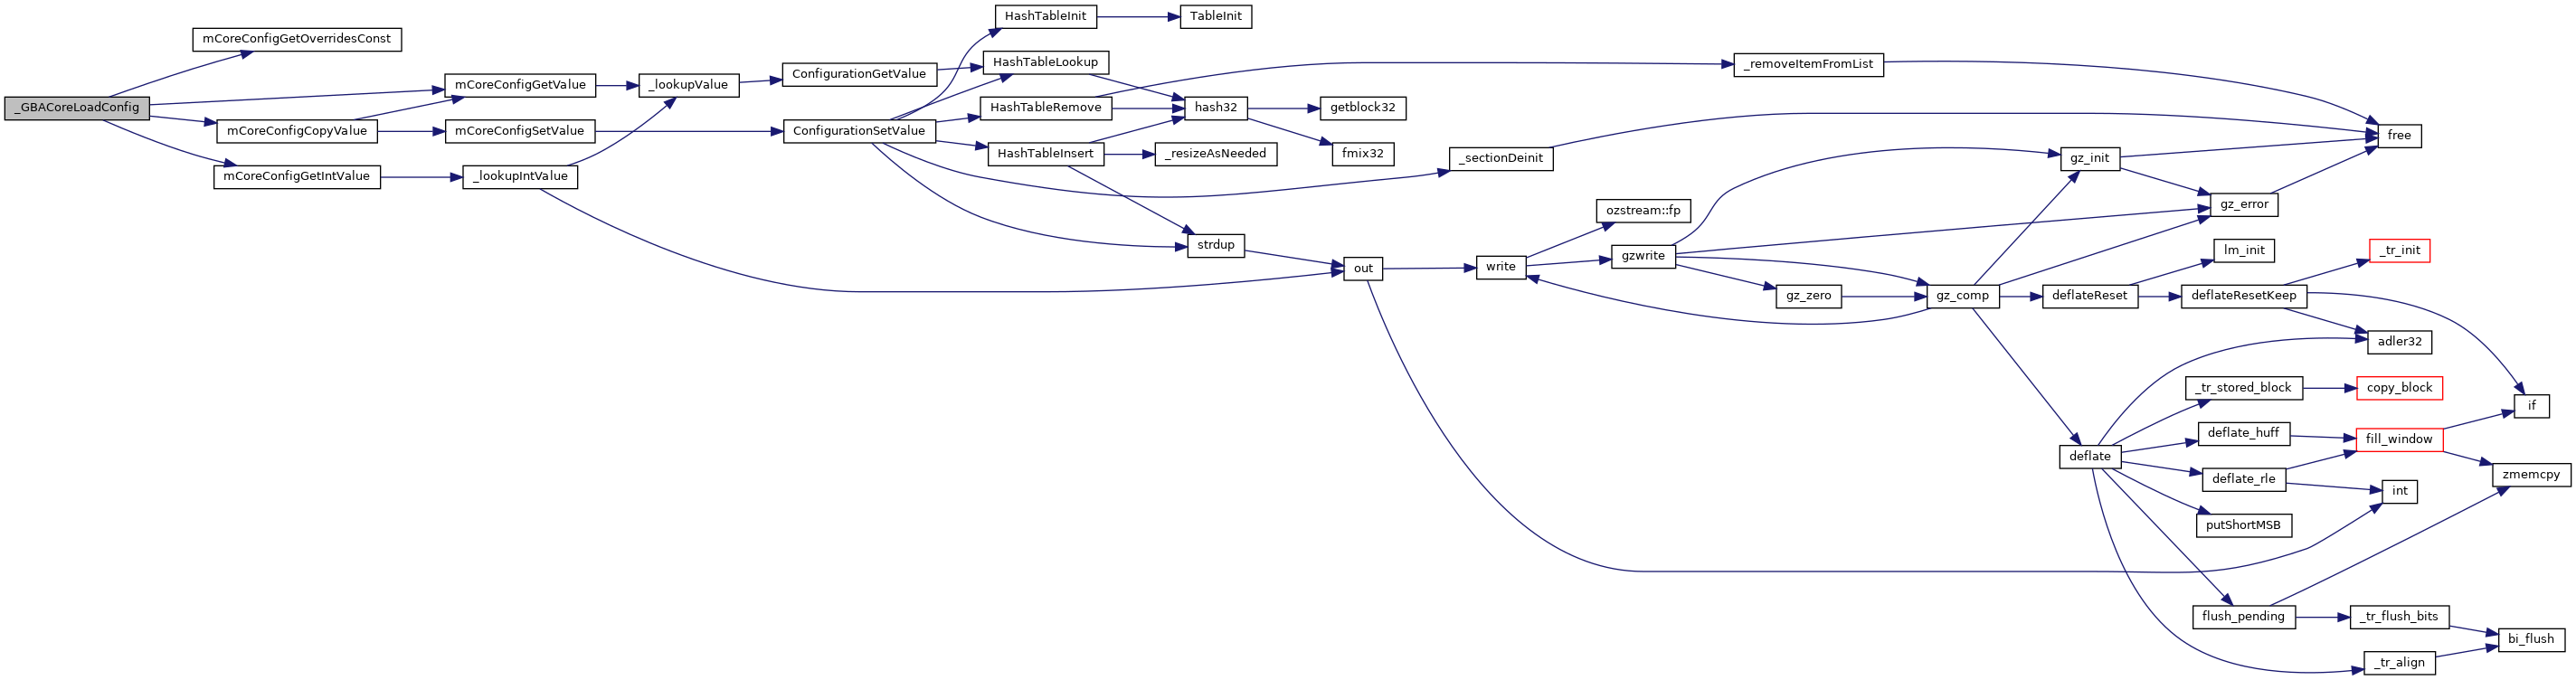 _GBACoreLoadConfig
mCoreConfigGetOverridesConst
mCoreConfigGetValue
mCoreConfigCopyValue
mCoreConfigSetValue
mCoreConfigGetIntValue
_lookupIntValue
_lookupValue
ConfigurationGetValue
ConfigurationSetValue
HashTableInit
TableInit
HashTableLookup
HashTableRemove
HashTableInsert
hash32
_resizeAsNeeded
getblock32
fmix32
strdup
_removeItemFromList
_sectionDeinit
out
write
ozstream::fp
gzwrite
gz_zero
gz_comp
gz_init
gz_error
free
deflateReset
lm_init
deflateResetKeep
_tr_init
adler32
deflate
_tr_stored_block
copy_block
deflate_huff
fill_window
deflate_rle
int
if
zmemcpy
putShortMSB
flush_pending
_tr_flush_bits
_tr_align
bi_flush